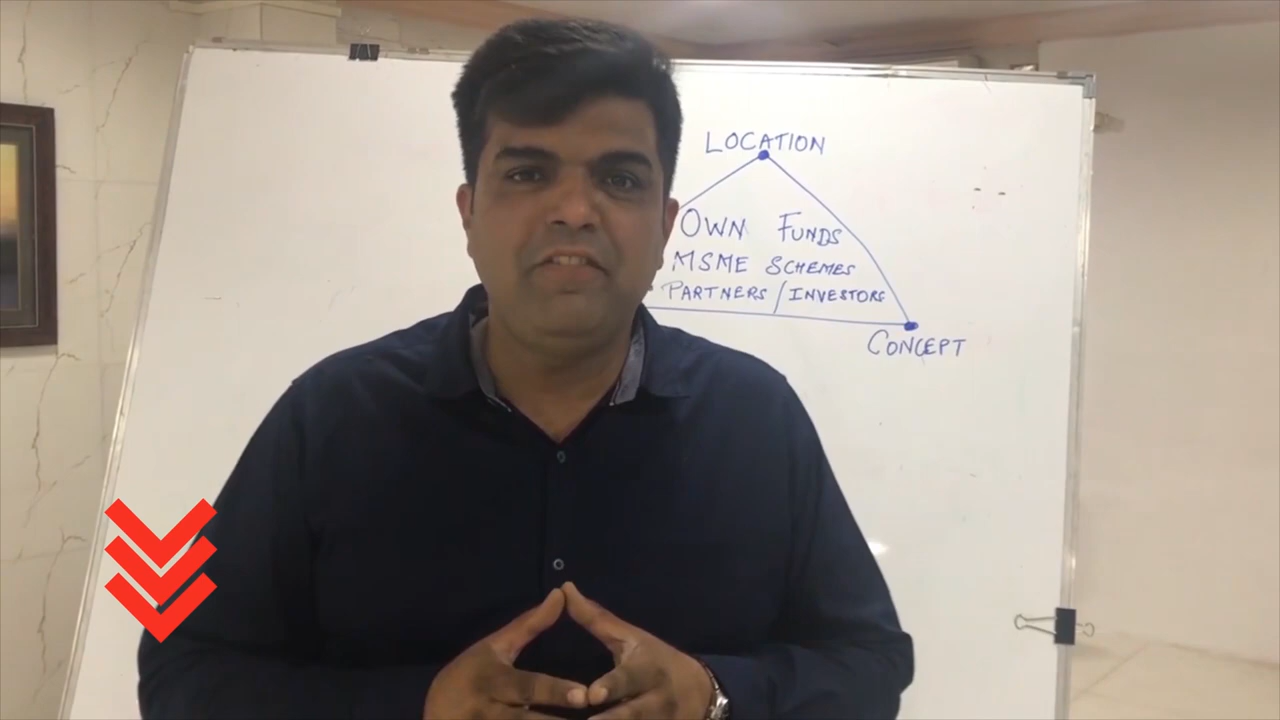 LOCATION
OWN FUNDS
MSME SCHEMES
PARTNERS / INVESTORS
CONCEPT